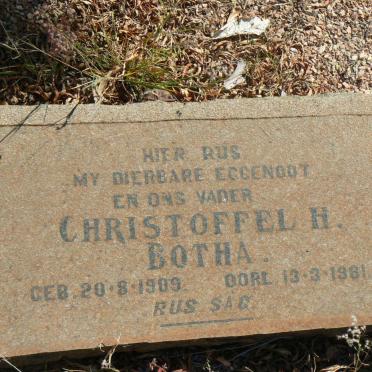 HIER RUS
MY DIERBARE EGGENOOT
EN ONS VADER
CHRISTOFFEL H.
BOTHA.
GEB. 20·8·1909. OORL. 13·3·1981
RUS SAG